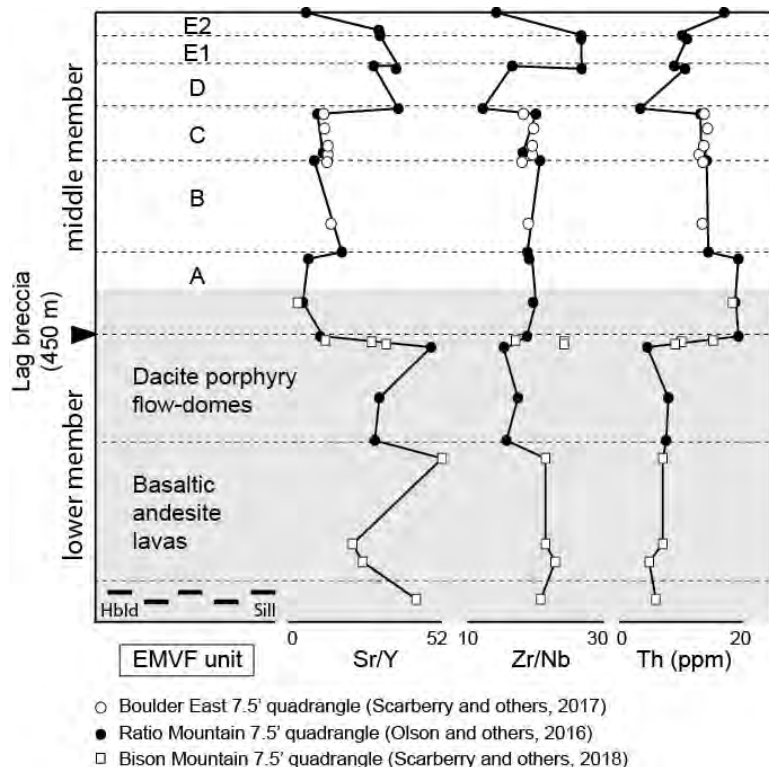 E2
E1
D
C
B
A
middle member
Lag breccia
(450 m)
lower member
Dacite porphyry
flow-domes
Basaltic
andesite
lavas
Hbld Sill
0 52 10 30 0 20
EMVF unit Sr/Y Zr/Nb Th (ppm)
○ Boulder East 7.5' quadrangle (Scarberry and others, 2017)
● Ratio Mountain 7.5' quadrangle (Olson and others, 2016)
□ Bison Mountain 7.5' quadrangle (Scarberry and others, 2018)